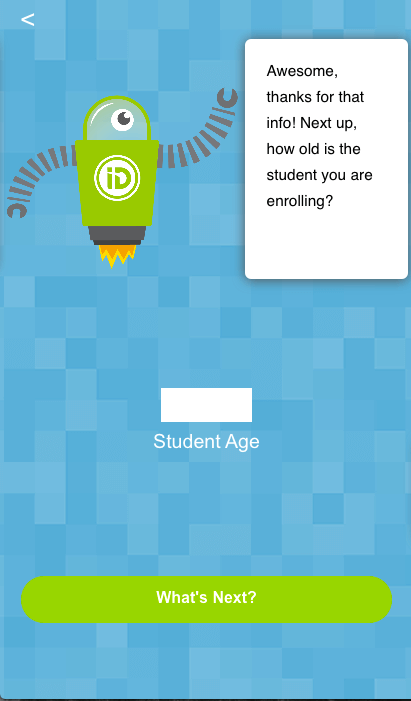 <
Awesome,
thanks for that
info! Next up,
how old is the
student you are
enrolling?
iD
Student Age
What's Next?